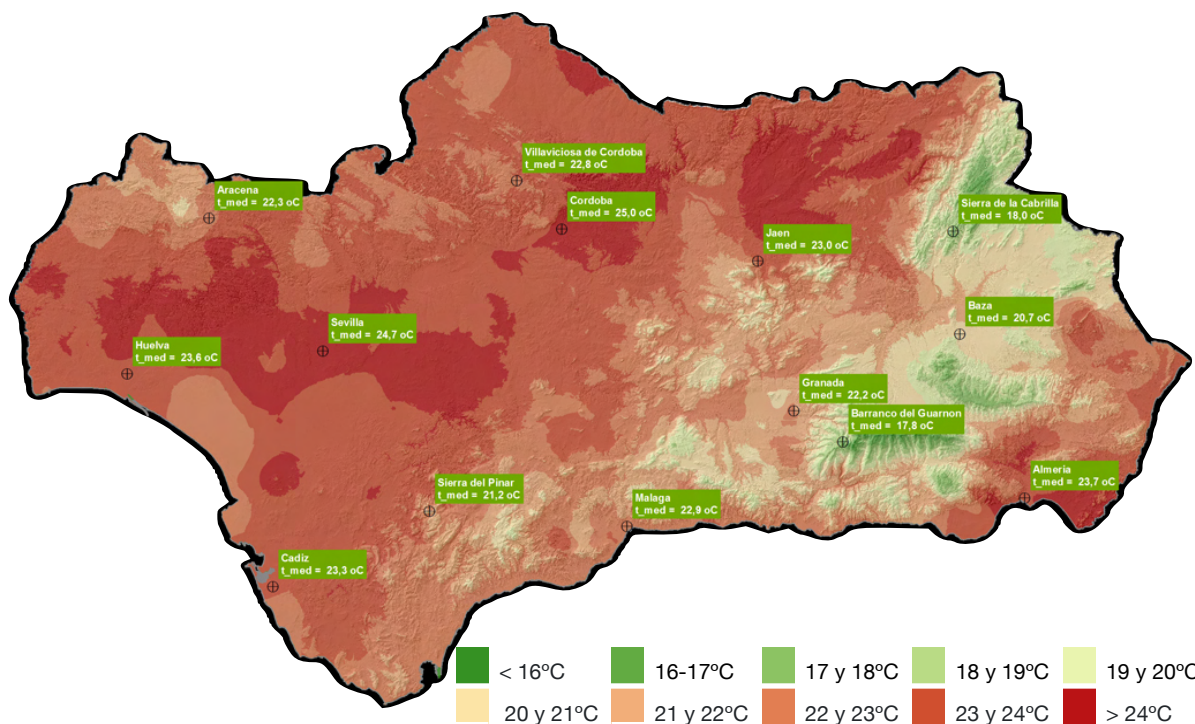 Villaviciosa de Cordoba
t_med = 22,8 oC
Aracena
t_med = 22,3 oC
Cordoba
t_med = 25,0 oC
Sierra de la Cabrilla
t_med = 18,0 oC
Jaen
t_med = 23,0 oC
Baza
t_med = 20,7 oC
Sevilla
t_med = 24,7 oC
Huelva
t_med = 23,6 oC
Granada
t_med = 22,2 oC
Barranco del Guarnon
t_med = 17,8 oC
Almeria
t_med = 23,7 oC
Sierra del Pinar
t_med = 21,2 oC
Malaga
t_med = 22,9 oC
Cadiz
t_med = 23,3 oC
< 16ºC 16-17ºC 17 y 18ºC 18 y 19ºC 19 y 20ºC
20 y 21ºC 21 y 22ºC 22 y 23ºC 23 y 24ºC > 24ºC